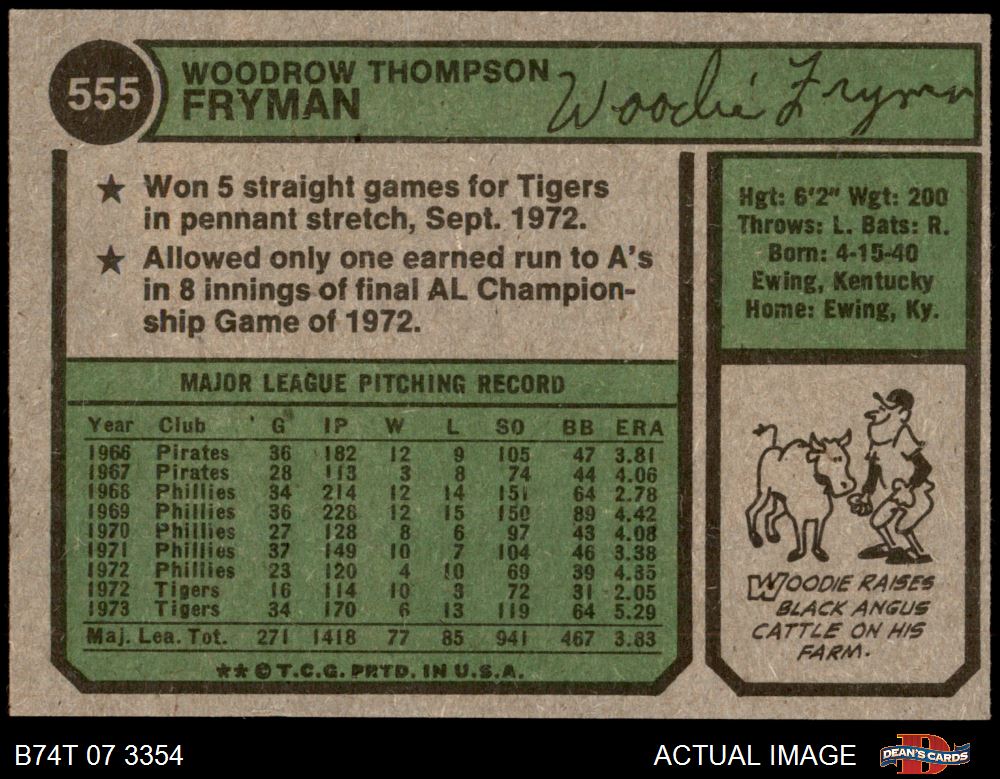 555
WOODROW THOMPSON
FRYMAN
Woodie Fryman
★ Won 5 straight games for Tigers
in pennant stretch, Sept. 1972.
★ Allowed only one earned run to A's
in 8 innings of final AL Champion-
ship Game of 1972.
Hgt: 6'2" Wgt: 200
Throws: L. Bats: R.
Born: 4-15-40
Ewing, Kentucky
Home: Ewing, Ky.
MAJOR LEAGUE PITCHING RECORD
Year Club G IP W L SO BB ERA
1966 Pirates 36 182 12 9 105 47 3.81
1967 Pirates 28 113 3 8 74 44 4.06
1968 Phillies 34 214 12 14 151 64 2.78
1969 Phillies 36 228 12 15 150 89 4.42
1970 Phillies 27 128 8 6 97 43 4.08
1971 Phillies 37 149 10 7 104 46 3.38
1972 Phillies 23 120 4 10 69 39 4.35
1972 Tigers 16 114 10 3 72 31 2.05
1973 Tigers 34 170 6 13 119 64 5.29
Maj. Lea. Tot. 271 1418 77 85 941 467 3.83
★★ © T.C.G. PRTD. IN U.S.A.
WOODIE RAISES
BLACK ANGUS
CATTLE ON HIS
FARM.
B74T 07 3354
ACTUAL IMAGE
DEAN'S CARDS